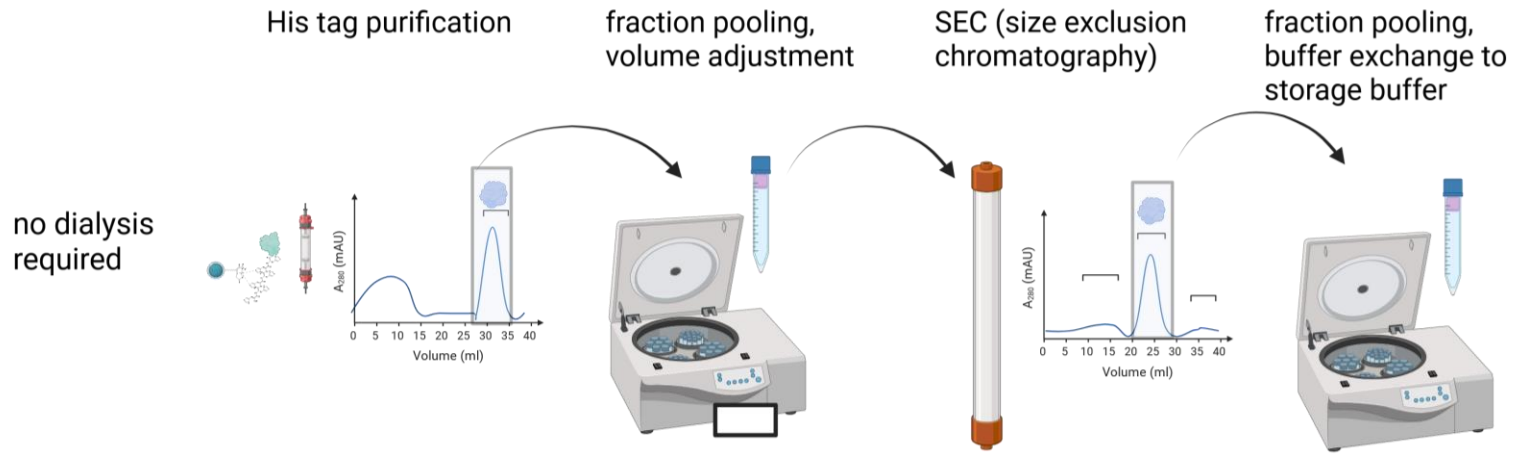 His tag purification
fraction pooling,
volume adjustment
SEC (size exclusion
chromatography)
fraction pooling,
buffer exchange to
storage buffer
no dialysis
required
A₂₈₀ (mAU)
0 5 10 15 20 25 30 35 40
Volume (ml)
A₂₈₀ (mAU)
0 5 10 15 20 25 30 35 40
Volume (ml)